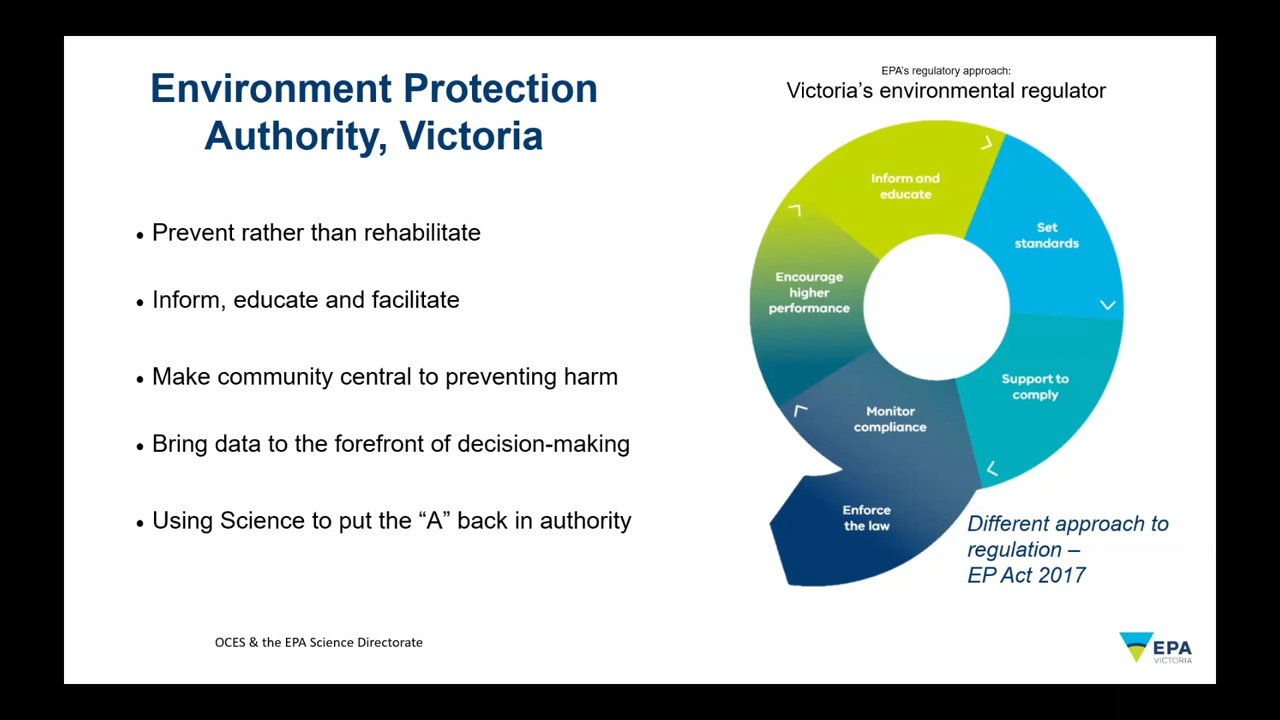 Environment Protection
Authority, Victoria
• Prevent rather than rehabilitate
• Inform, educate and facilitate
• Make community central to preventing harm
• Bring data to the forefront of decision-making
• Using Science to put the “A” back in authority
OCES & the EPA Science Directorate
EPA’s regulatory approach:
Victoria’s environmental regulator
Inform and
educate
Set
standards
Support to
comply
Monitor
compliance
Encourage
higher
performance
Enforce
the law
Different approach to
regulation –
EP Act 2017
EPA
VICTORIA